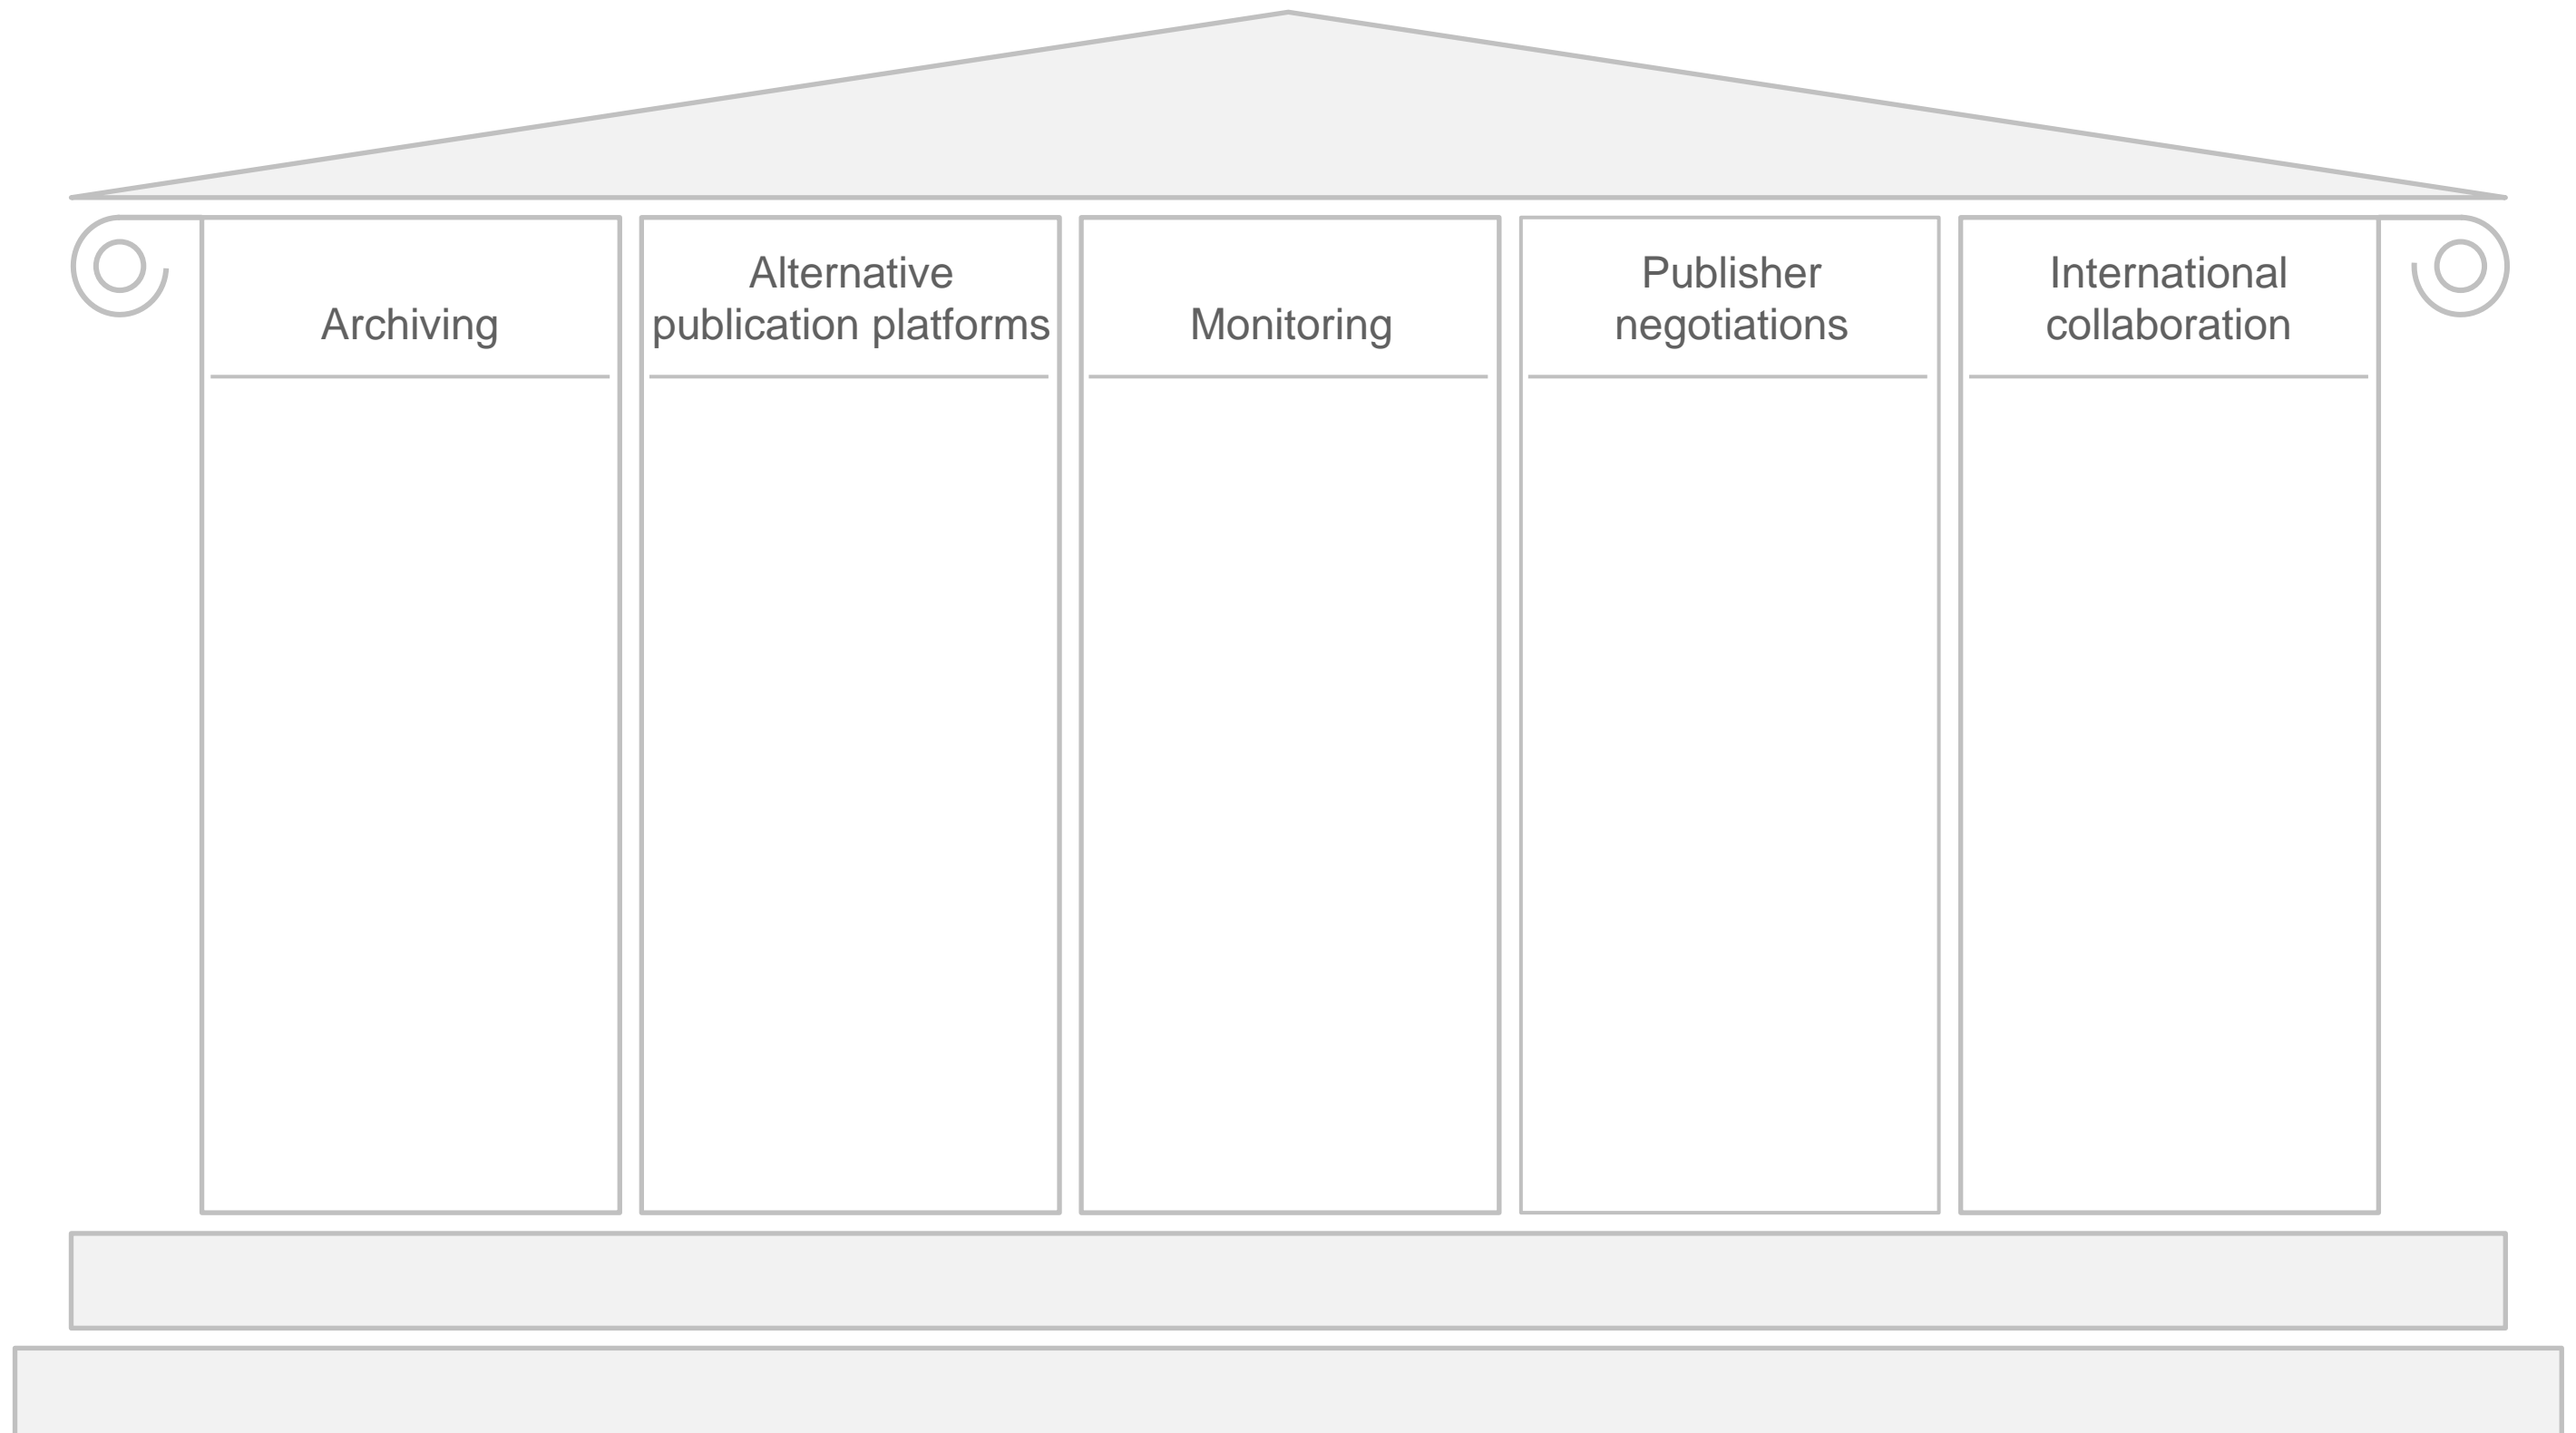 Archiving
Alternative
publication platforms
Monitoring
Publisher
negotiations
International
collaboration